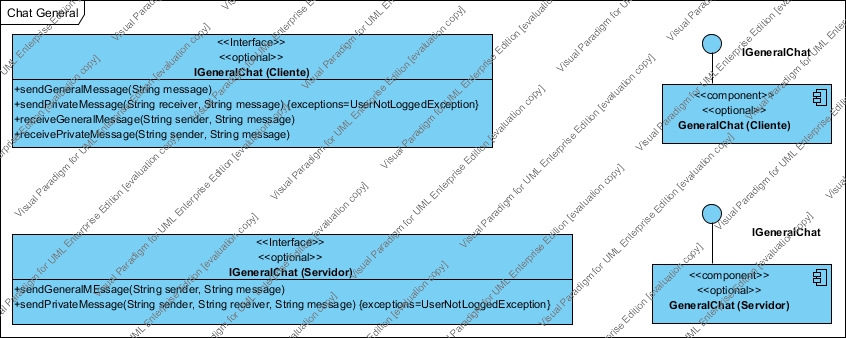 Chat General
<<Interface>>
<<optional>>
IGeneralChat (Cliente)
+sendGeneralMessage(String message)
+sendPrivateMessage(String receiver, String message) {exceptions=UserNotLoggedException}
+receiveGeneralMessage(String sender, String message)
+receivePrivateMessage(String sender, String message)
IGeneralChat
<<component>>
<<optional>>
GeneralChat (Cliente)
<<Interface>>
<<optional>>
IGeneralChat (Servidor)
+sendGeneralMEssage(String sender, String message)
+sendPrivateMessage(String sender, String receiver, String message) {exceptions=UserNotLoggedException}
IGeneralChat
<<component>>
<<optional>>
GeneralChat (Servidor)
Visual Paradigm for UML Enterprise Edition [evaluation copy]